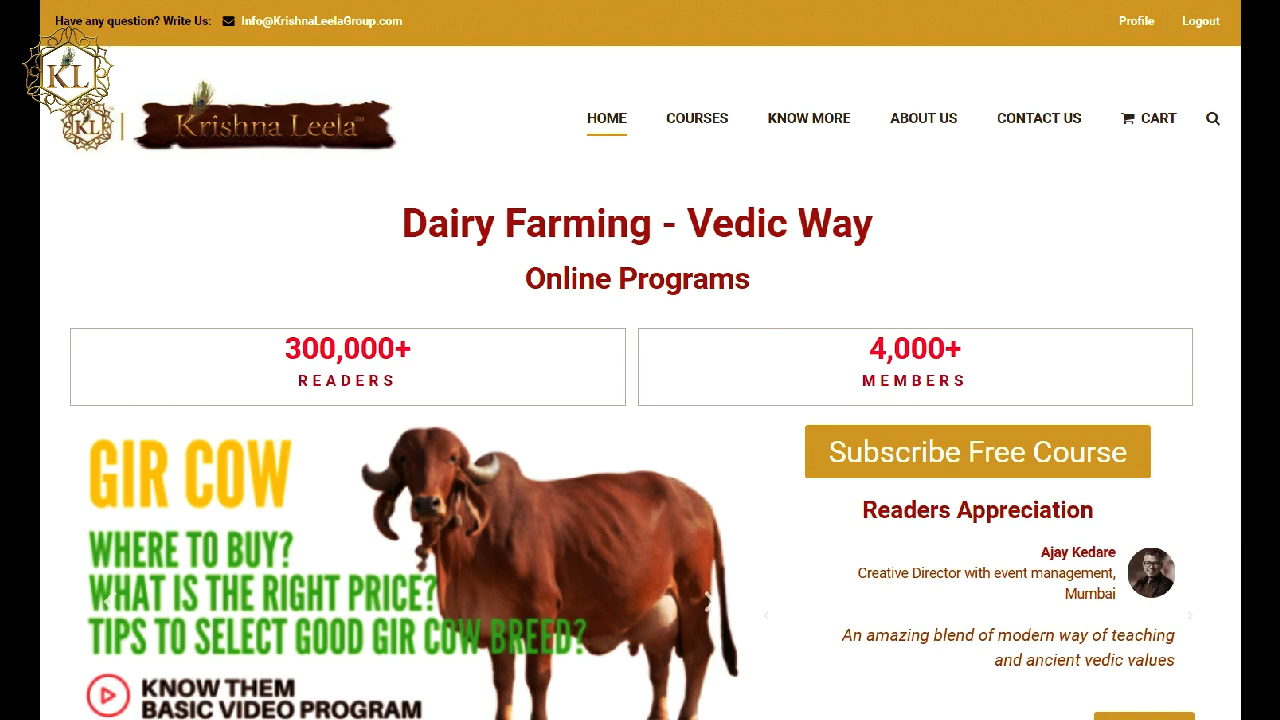 Have any question? Write Us: Info@KrishnaLeelaGroup.com
Profile
Logout
KL
KL
Krishna Leela
HOME
COURSES
KNOW MORE
ABOUT US
CONTACT US
CART
Dairy Farming - Vedic Way
Online Programs
300,000+
READERS
4,000+
MEMBERS
GIR COW
WHERE TO BUY?
WHAT IS THE RIGHT PRICE?
TIPS TO SELECT GOOD GIR COW BREED?
KNOW THEM
BASIC VIDEO PROGRAM
Subscribe Free Course
Readers Appreciation
Ajay Kedare
Creative Director with event management,
Mumbai
An amazing blend of modern way of teaching
and ancient vedic values